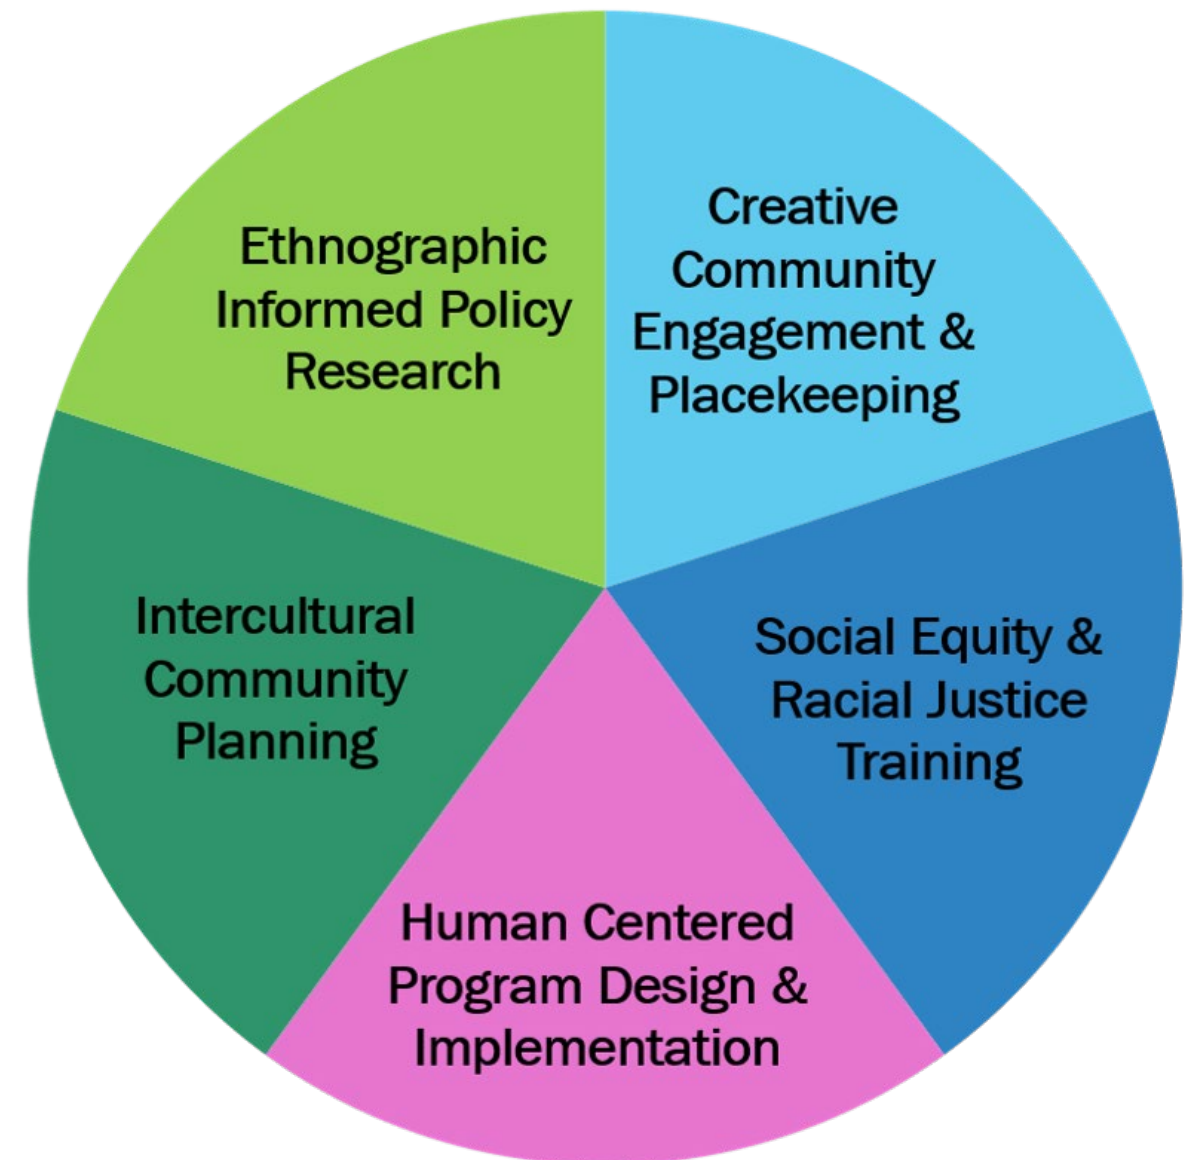 Creative
Community
Engagement &
Placekeeping
Social Equity &
Racial Justice
Training
Human Centered
Program Design &
Implementation
Intercultural
Community
Planning
Ethnographic
Informed Policy
Research